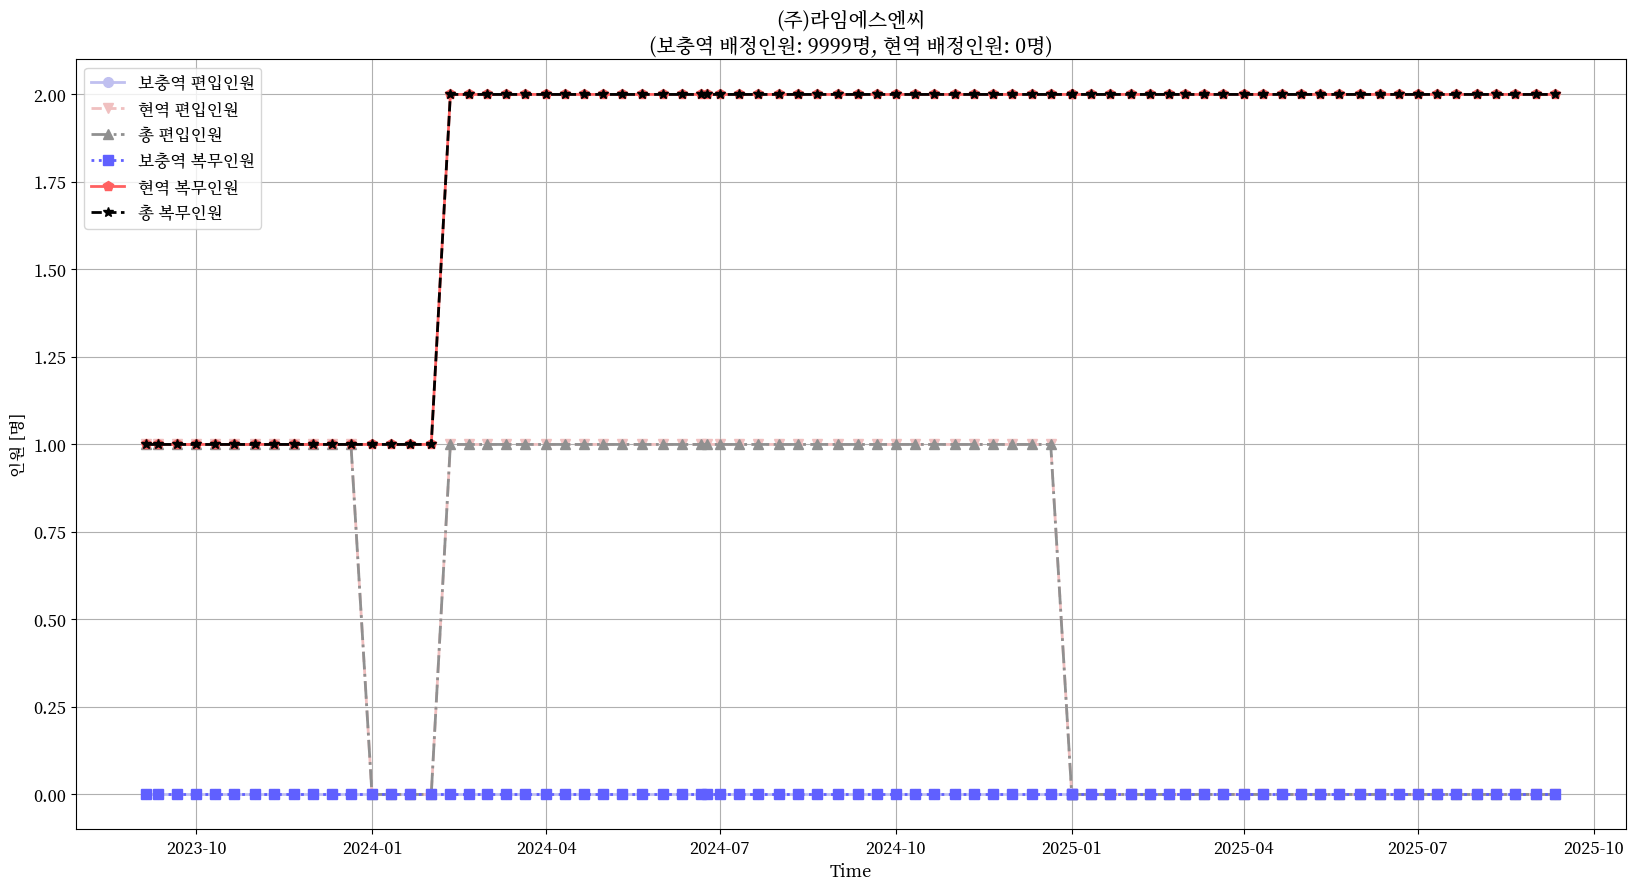 (주)라임에스엔씨
(보충역 배정인원: 9999명, 현역 배정인원: 0명)
보충역 편입인원
현역 편입인원
총 편입인원
보충역 복무인원
현역 복무인원
총 복무인원
2.00
1.75
1.50
1.25
1.00
0.75
0.50
0.25
0.00
인원 [명]
2023-10
2024-01
2024-04
2024-07
2024-10
2025-01
2025-04
2025-07
2025-10
Time